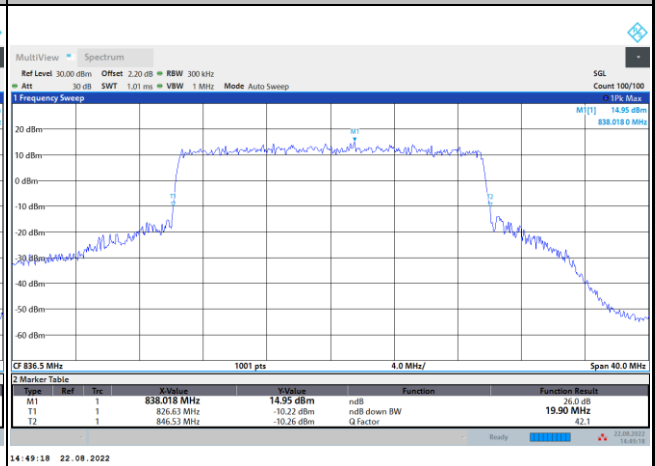 MultiView Spectrum
Ref Level 30.00 dBm Offset 2.20 dB RBW 300 kHz SGL
Att 30 dB SWT 1.01 ms VBW 1 MHz Mode Auto Sweep Count 100/100
1 Frequency Sweep 1Pk Max
M1[1] 14.95 dBm
838.018 0 MHz
20 dBm
M1
10 dBm
0 dBm
T1 T2
-10 dBm
-20 dBm
-30 dBm
-40 dBm
-50 dBm
-60 dBm
CF 836.5 MHz 1001 pts 4.0 MHz/ Span 40.0 MHz
2 Marker Table
Type Ref Trc X-Value Y-Value Function Function Result
M1 1 838.018 MHz 14.95 dBm ndB 26.0 dB
T1 1 826.63 MHz -10.22 dBm ndB down BW 19.90 MHz
T2 1 846.53 MHz -10.26 dBm Q Factor 42.1
Ready 22.08.2022
14:49:18
14:49:18 22.08.2022